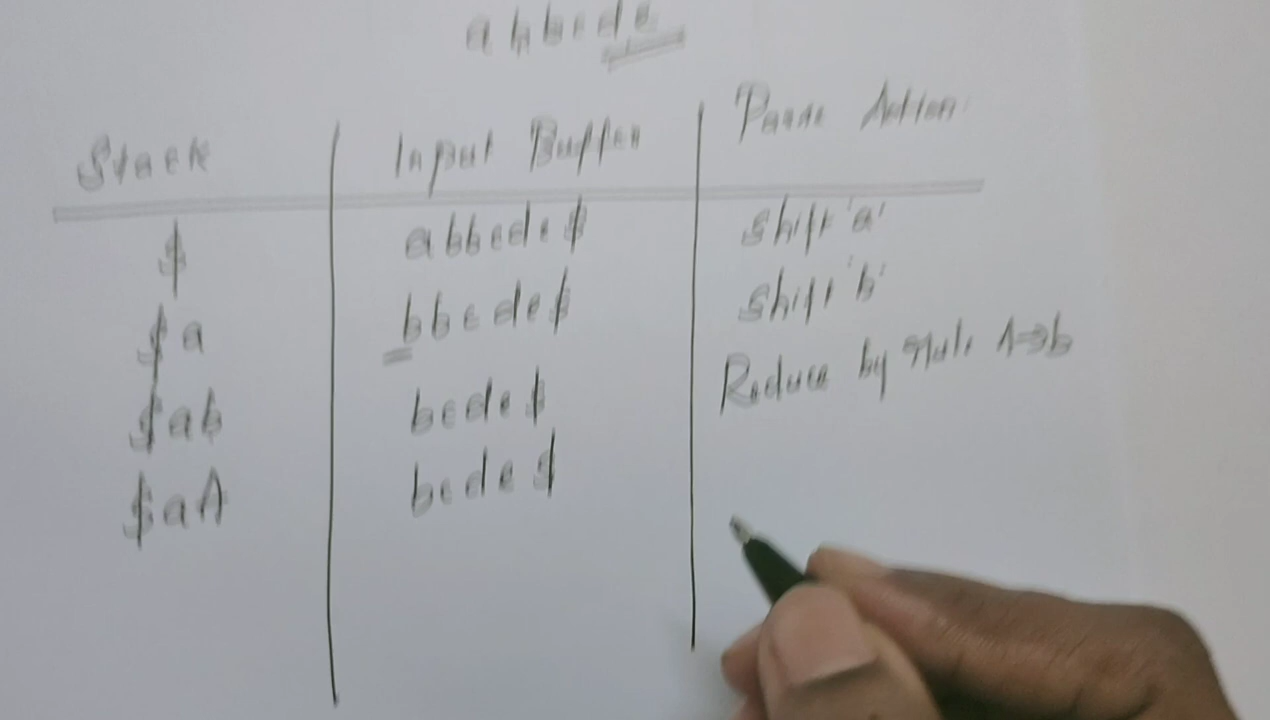 abbcde
Stack | Input Buffer | Parse Action
$ | abbcde$ | shift 'a'
$a | bbcde$ | shift 'b'
$ab | bcde$ | Reduce by rule A→b
$aA | bcde$